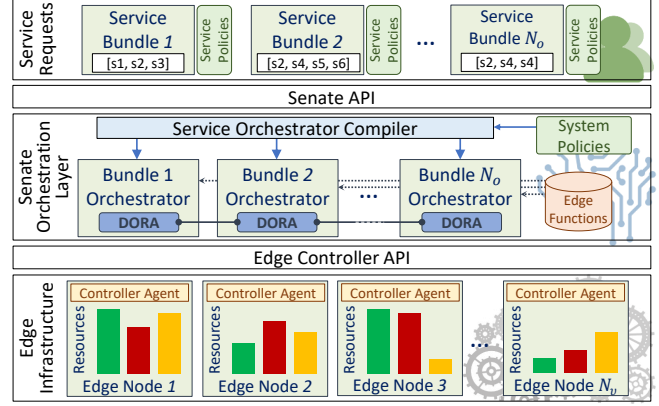 Service
Requests
Service
Bundle 1
[s1, s2, s3]
Service
Policies
Service
Bundle 2
[s2, s4, s5, s6]
Service
Policies
...
Service
Bundle No
[s2, s4, s4]
Service
Policies
Senate API
Senate
Orchestration
Layer
Service Orchestrator Compiler
System
Policies
Bundle 1
Orchestrator
DORA
Bundle 2
Orchestrator
DORA
...
Bundle No
Orchestrator
DORA
Edge
Functions
Edge Controller API
Edge
Infrastructure
Controller Agent
Resources
Edge Node 1
Controller Agent
Resources
Edge Node 2
Controller Agent
Resources
Edge Node 3
...
Controller Agent
Resources
Edge Node Nν